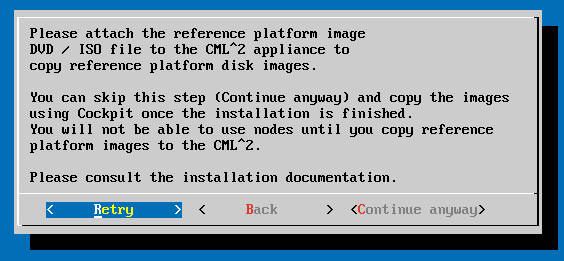 Please attach the reference platform image
DVD / ISO file to the CML^2 appliance to
copy reference platform disk images.
You can skip this step (Continue anyway) and copy the images
using Cockpit once the installation is finished.
You will not be able to use nodes until you copy reference
platform images to the CML^2.
Please consult the installation documentation.
<    Retry    > <    Back    > <Continue anyway>